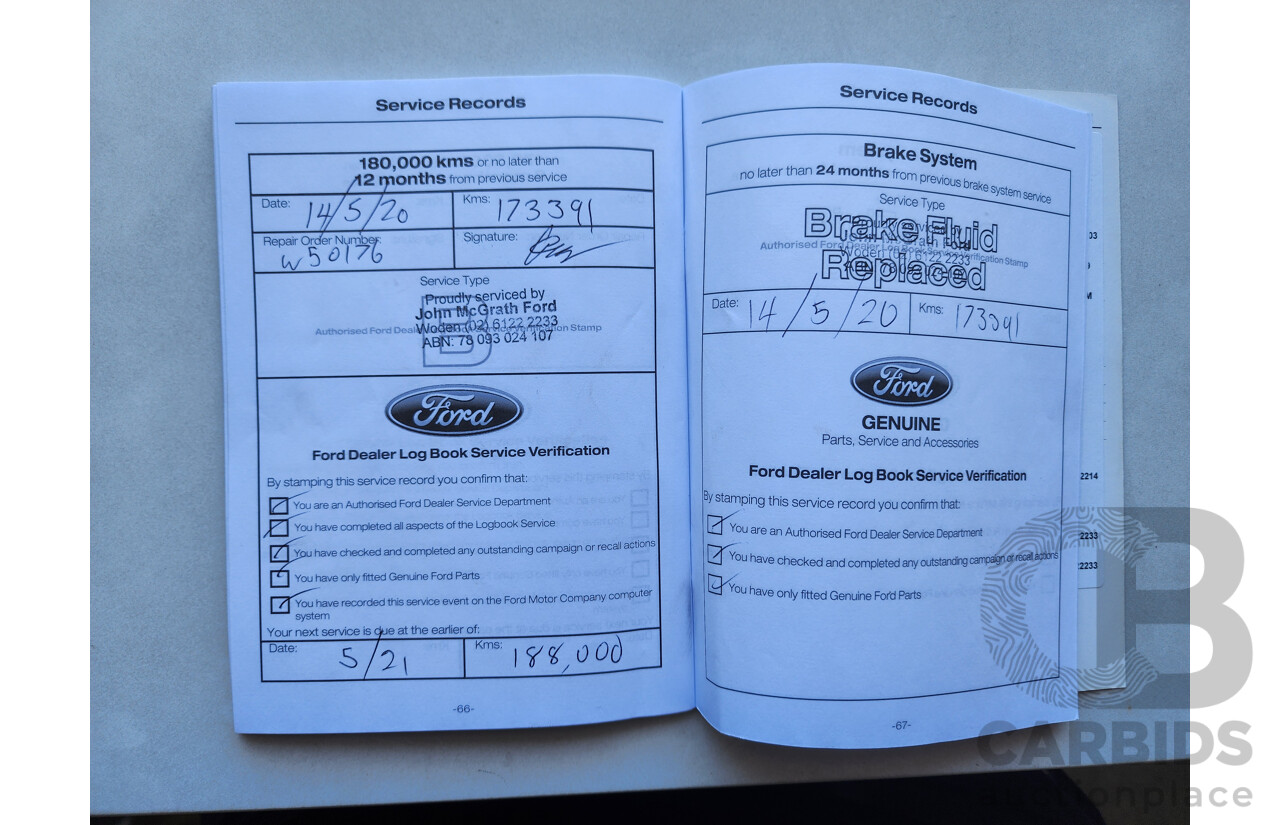 Service Records
180,000 kms or no later than
12 months from previous service
Date: 14/5/20 Kms: 173391
Repair Order Number: W50176 Signature:
Service Type
Proudly serviced by
John McGrath Ford
Woden (02) 6122 2233
ABN: 78 093 024 107
B
Ford
Ford Dealer Log Book Service Verification
By stamping this service record you confirm that:
You are an Authorised Ford Dealer Service Department
You have completed all aspects of the Logbook Service
You have checked and completed any outstanding campaign or recall actions
You have only fitted Genuine Ford Parts
You have recorded this service event on the Ford Motor Company computer
system
Your next service is due at the earlier of:
Date: 5/21 Kms: 188,000
-66-
Service Records
Brake System
no later than 24 months from previous brake system service
Service Type
Brake Fluid
Replaced
Authorised Ford Dealer Log Book Service Verification Stamp
Date: 14/5/20 Kms: 173391
Ford
GENUINE
Parts, Service and Accessories
Ford Dealer Log Book Service Verification
By stamping this service record you confirm that:
You are an Authorised Ford Dealer Service Department
You have checked and completed any outstanding campaign or recall actions
You have only fitted Genuine Ford Parts
-67-
2214
2233
2233
CB
CARBIDS
auctionplace